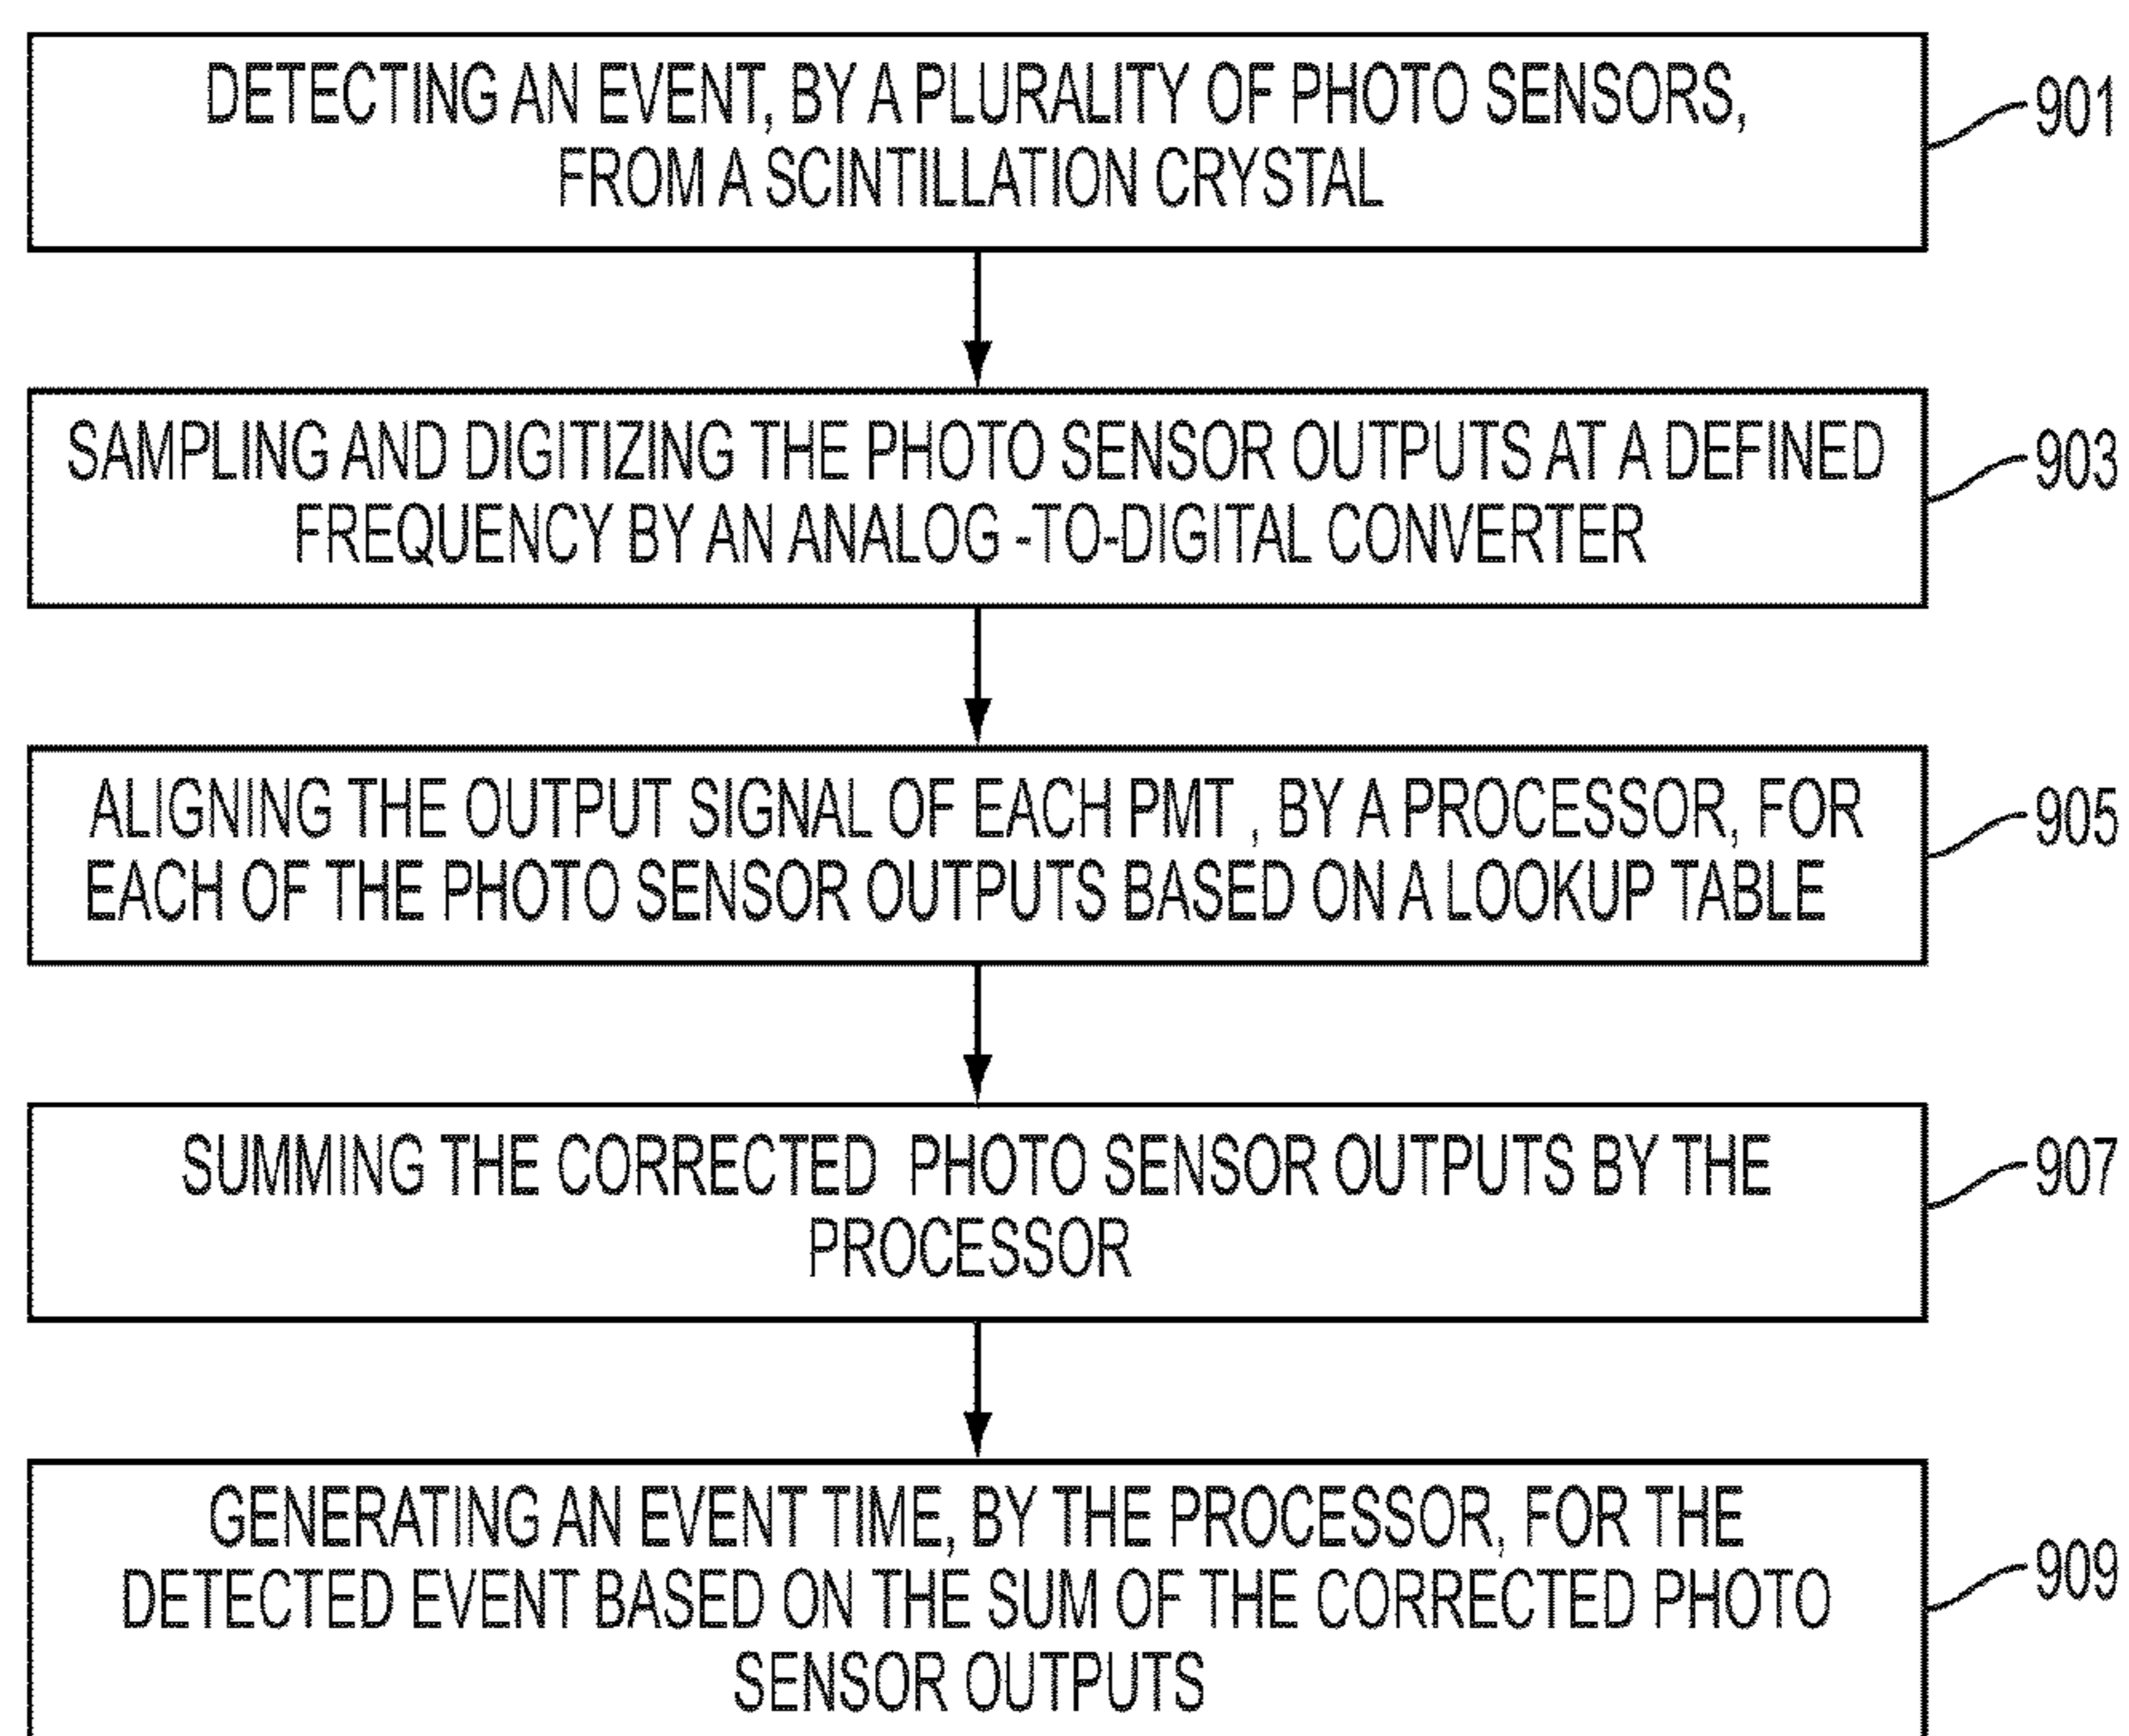 DETECTING AN EVENT, BY A PLURALITY OF PHOTO SENSORS,
FROM A SCINTILLATION CRYSTAL
901
SAMPLING AND DIGITIZING THE PHOTO SENSOR OUTPUTS AT A DEFINED
FREQUENCY BY AN ANALOG -TO-DIGITAL CONVERTER
903
ALIGNING THE OUTPUT SIGNAL OF EACH PMT , BY A PROCESSOR, FOR
EACH OF THE PHOTO SENSOR OUTPUTS BASED ON A LOOKUP TABLE
905
SUMMING THE CORRECTED PHOTO SENSOR OUTPUTS BY THE
PROCESSOR
907
GENERATING AN EVENT TIME, BY THE PROCESSOR, FOR THE
DETECTED EVENT BASED ON THE SUM OF THE CORRECTED PHOTO
SENSOR OUTPUTS
909